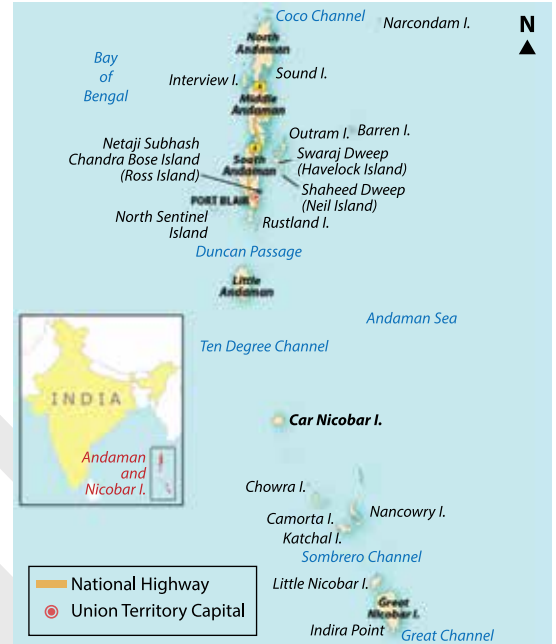 Coco Channel
Narcondam I.
N
North
Andaman
Bay
of
Bengal
Interview I.
Sound I.
4
Middle
Andaman
Outram I.
Barren I.
Netaji Subhash
Chandra Bose Island
(Ross Island)
4
South
Andaman
Swaraj Dweep
(Havelock Island)
Shaheed Dweep
(Neil Island)
PORT BLAIR
North Sentinel
Island
Rustland I.
Duncan Passage
Little
Andaman
Andaman Sea
Ten Degree Channel
INDIA
Andaman
and
Nicobar I.
Car Nicobar I.
Chowra I.
Nancowry I.
Camorta I.
Katchal I.
Sombrero Channel
Little Nicobar I.
Great
Nicobar I.
Indira Point
Great Channel
National Highway
Union Territory Capital